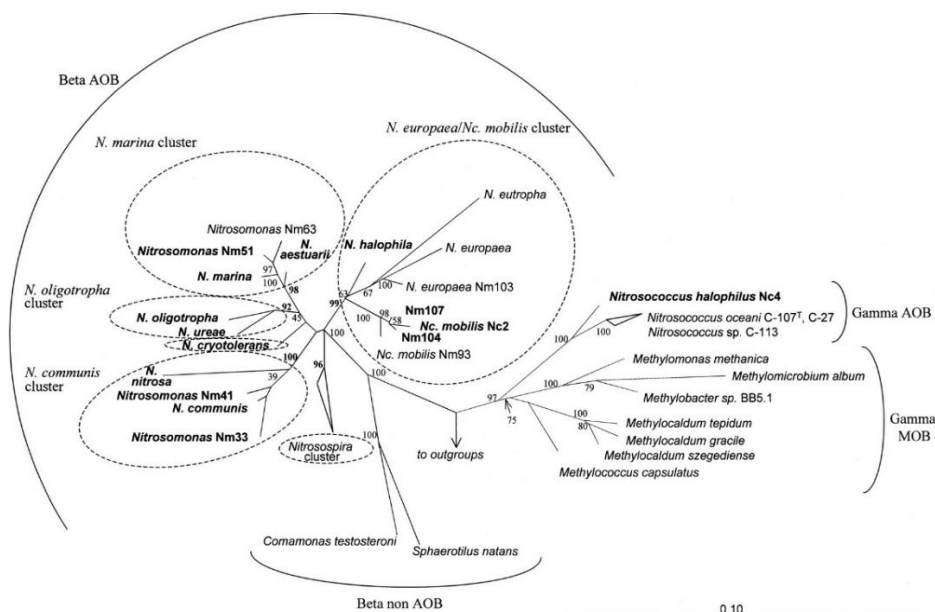 Beta AOB
N. europaea/Nc. mobilis cluster
N. marina cluster
N. eutropha
Nitrosomonas Nm63
N.
aestuarii
N. halophila
Nitrosomonas Nm51
N. europaea
97
100
N. marina
98
N. europaea Nm103
100
67
63
99
N. oligotropha
cluster
92
45
N. oligotropha
N. ureae
N. cryotolerans
Nm107
98
58
100
Nc. mobilis Nc2
Nm104
Nc. mobilis Nm93
100
Nitrosococcus halophilus Nc4
Nitrosococcus oceani C-107ᵀ, C-27
Nitrosococcus sp. C-113
100
100
Gamma AOB
N. communis
cluster
100
N.
nitrosa
39
Nitrosomonas Nm41
N. communis
Nitrosomonas Nm33
96
Nitrosospira
cluster
100
100
Methylomonas methanica
100
79
Methylomicrobium album
Methylobacter sp. BB5.1
97
75
100
80
Methylocaldum tepidum
Methylocaldum gracile
Methylocaldum szegediense
Methylococcus capsulatus
Gamma
MOB
to outgroups
Comamonas testosteroni
Sphaerotilus natans
Beta non AOB
0.10